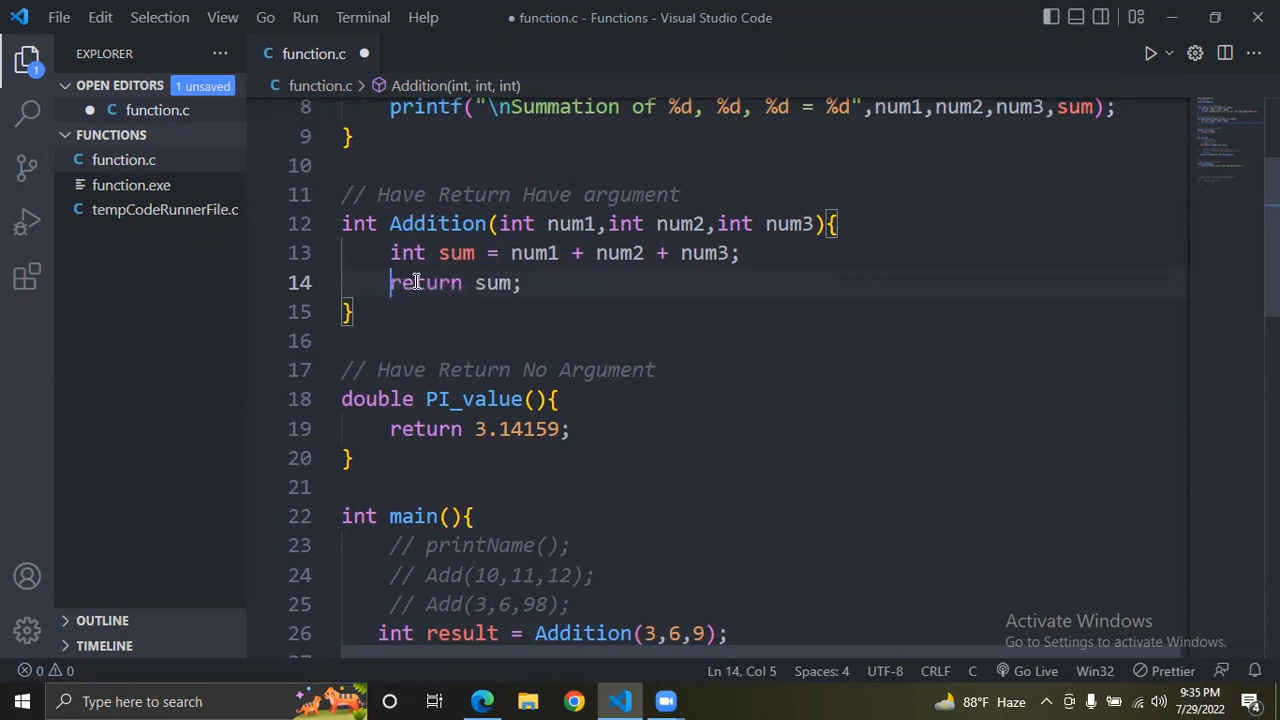 File Edit Selection View Go Run Terminal Help
● function.c - Functions - Visual Studio Code
EXPLORER
OPEN EDITORS 1 unsaved
C function.c
FUNCTIONS
C function.c
function.exe
C tempCodeRunnerFile.c
OUTLINE
TIMELINE
1
C function.c
C function.c > Addition(int, int, int)
8 printf("\nSummation of %d, %d, %d = %d",num1,num2,num3,sum);
9 }
10
11 // Have Return Have argument
12 int Addition(int num1,int num2,int num3){
13 int sum = num1 + num2 + num3;
14 return sum;
15 }
16
17 // Have Return No Argument
18 double PI_value(){
19 return 3.14159;
20 }
21
22 int main(){
23 // printName();
24 // Add(10,11,12);
25 // Add(3,6,98);
26 int result = Addition(3,6,9);
Activate Windows
Go to Settings to activate Windows.
0 0 Ln 14, Col 5 Spaces: 4 UTF-8 CRLF C Go Live Win32 Prettier
Type here to search
88°F Haze
9:35 PM
7/29/2022
4